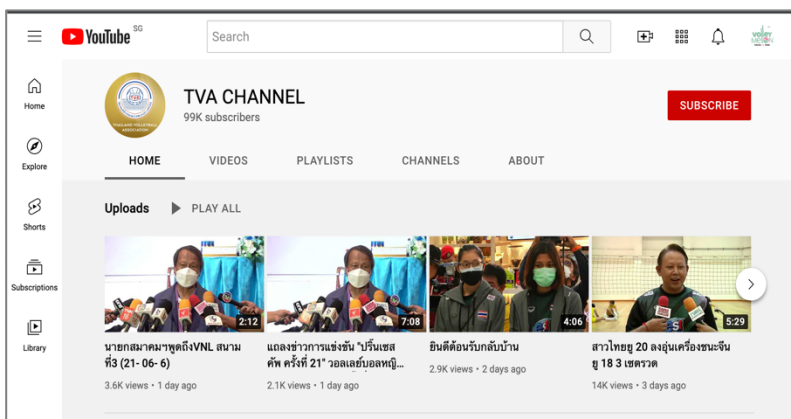 YouTube SG
Search
Home
Explore
Shorts
Subscriptions
Library
TVA CHANNEL
99K subscribers
SUBSCRIBE
HOME VIDEOS PLAYLISTS CHANNELS ABOUT
Uploads PLAY ALL
2:12
7:08
4:06
5:29
นายกสมาคมฯพูดถึงVNL สนาม
ที่3 (21- 06- 6)
3.6K views • 1 day ago
แถลงข่าวการแข่งขัน "ปริ๊นเซส
คัพ ครั้งที่ 21" วอลเลย์บอลหญิ...
2.1K views • 1 day ago
ยินดีต้อนรับกลับบ้าน
2.9K views • 2 days ago
สาวไทยยู 20 ลงอุ่นเครื่องชนะจีน
ยู 18 3 เซตรวด
14K views • 3 days ago